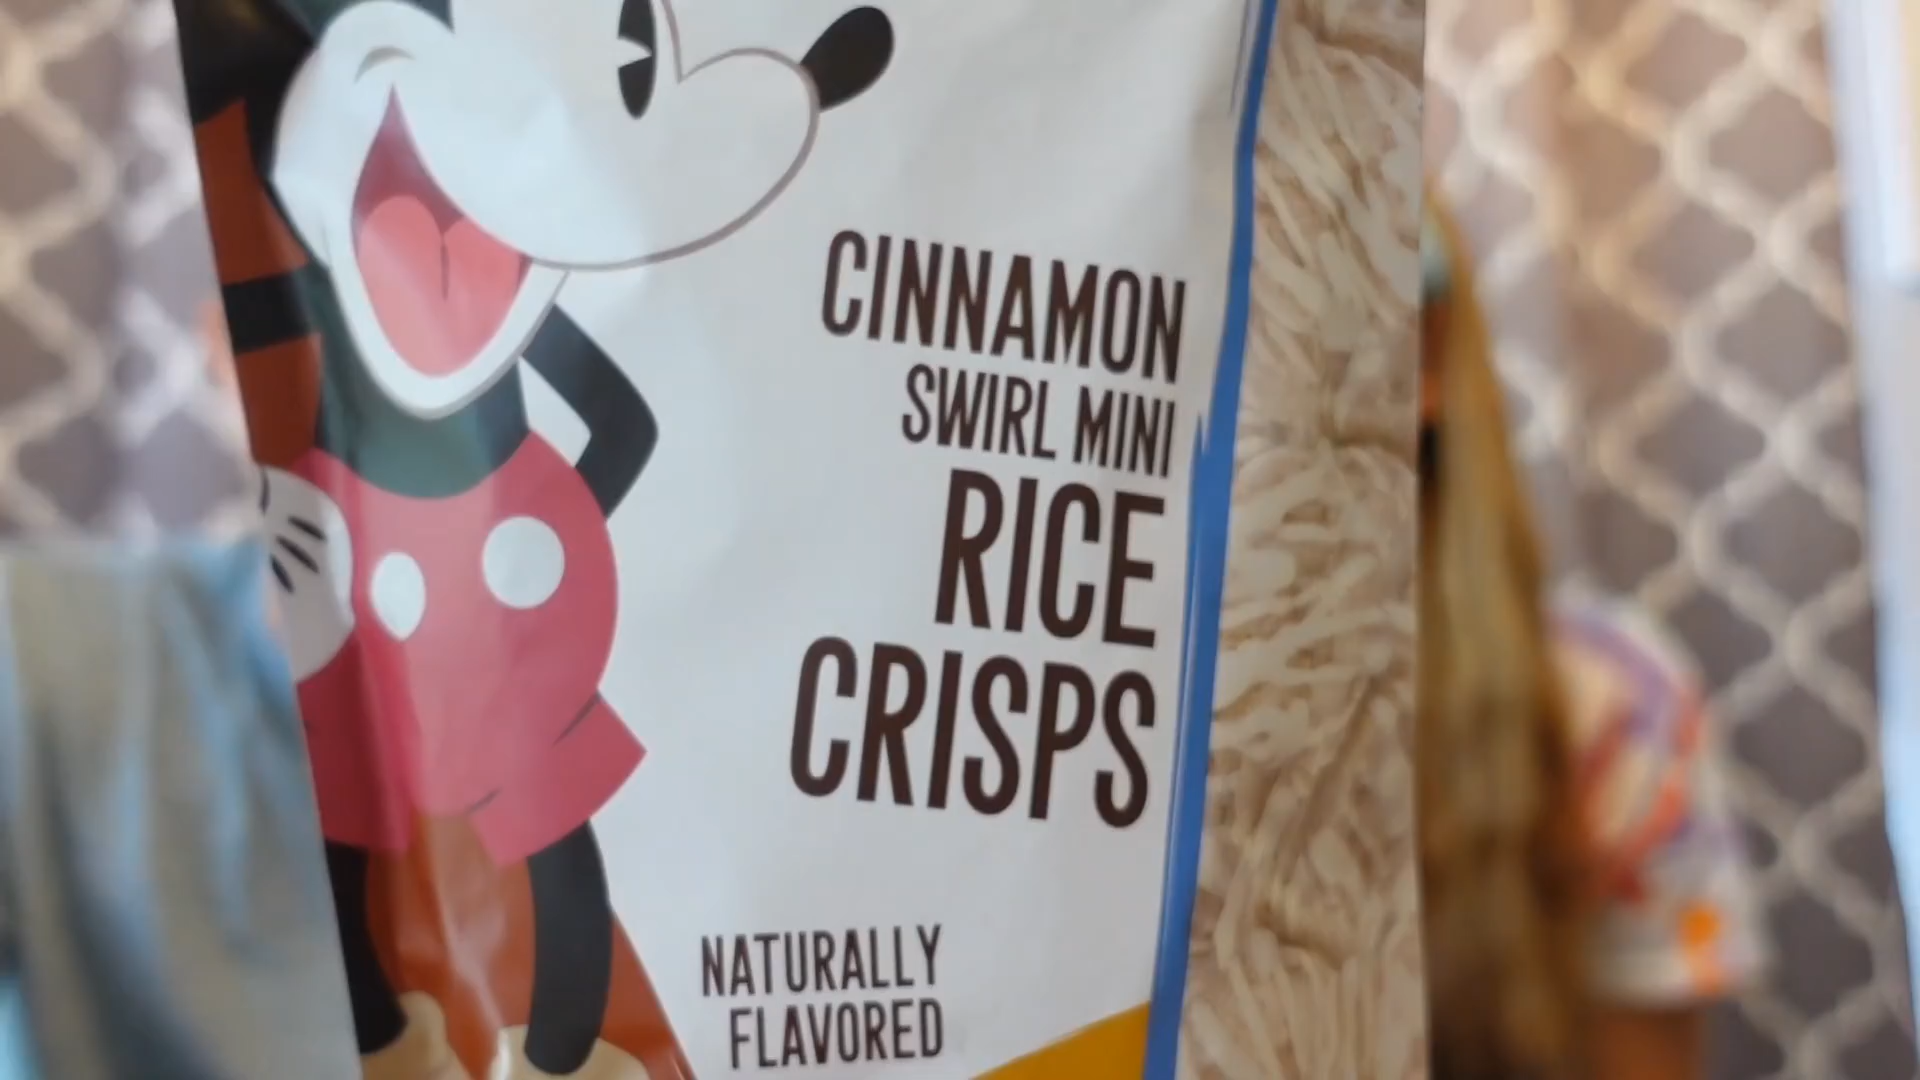 CINNAMON
SWIRL MINI
RICE
CRISPS
NATURALLY
FLAVORED